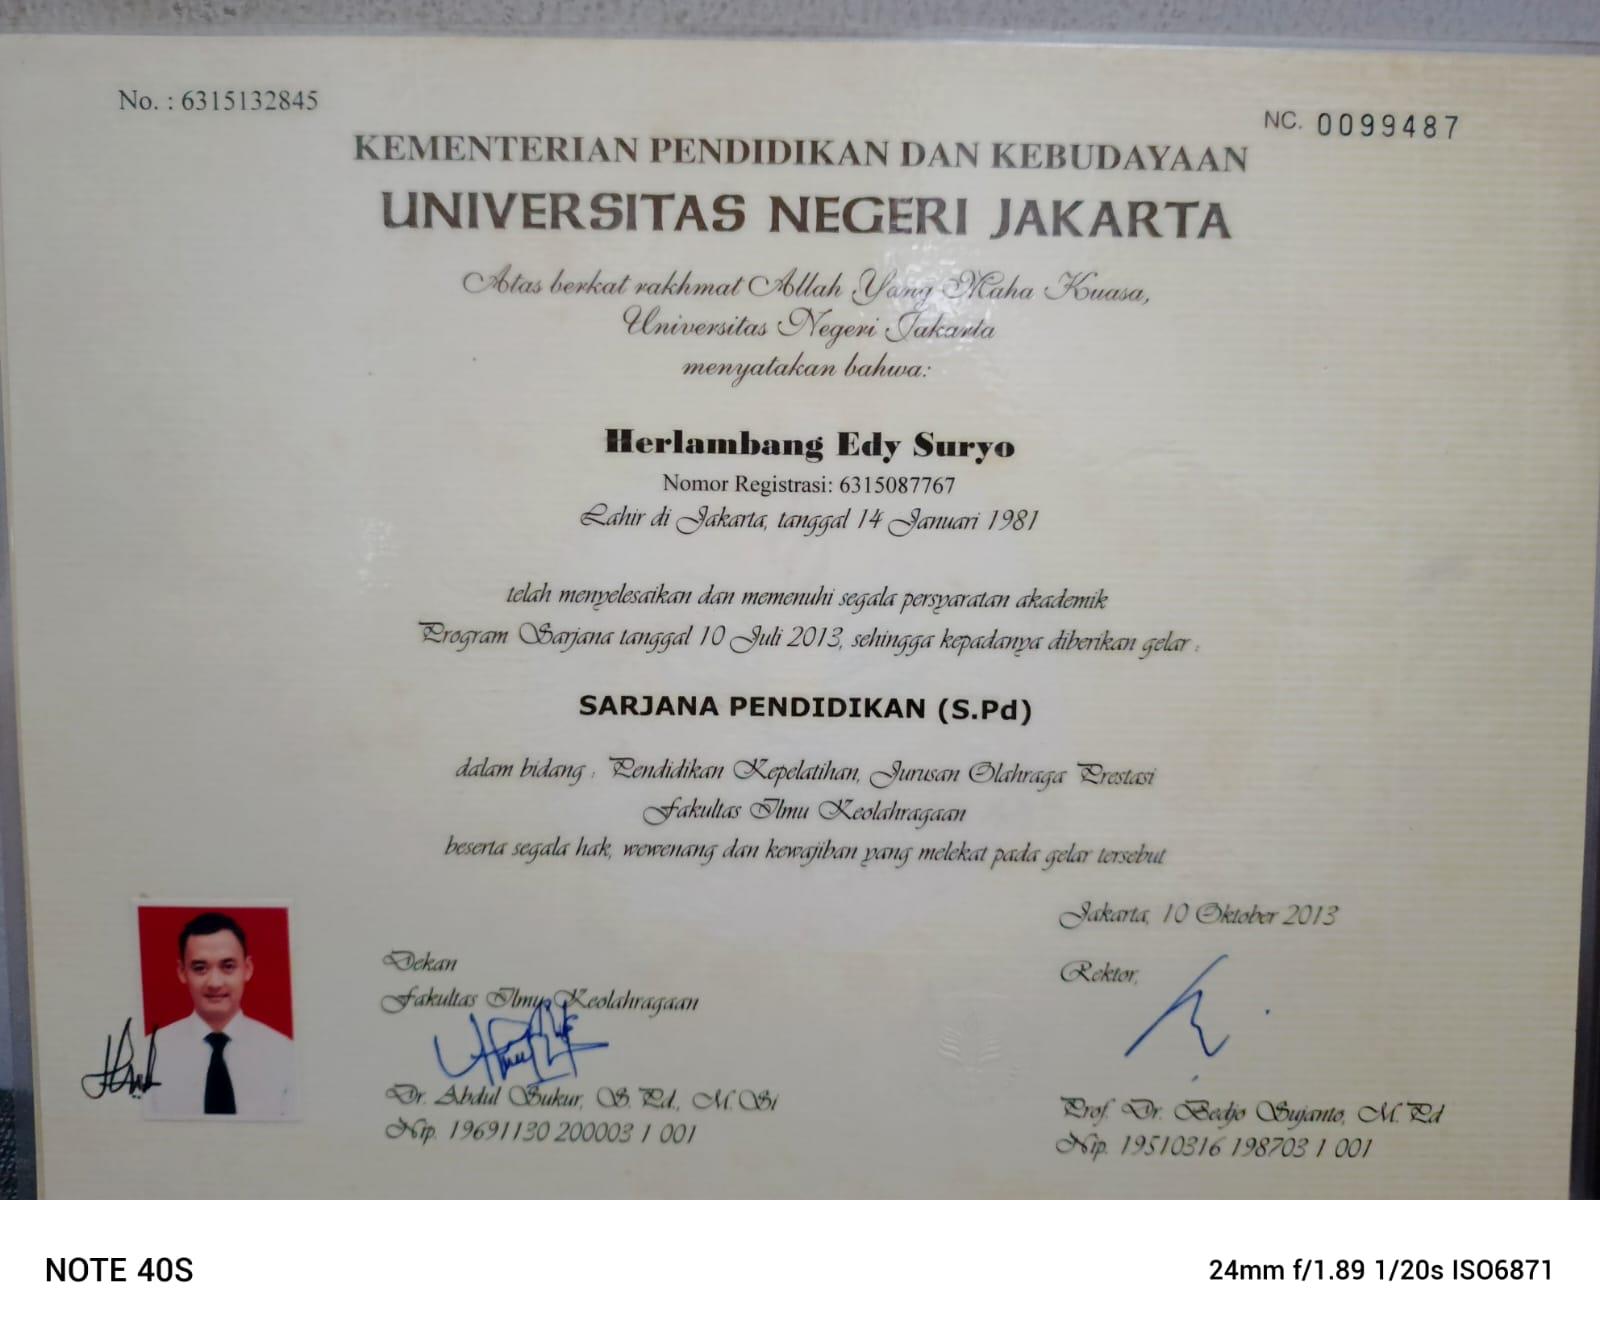 No. : 6315132845
NC. 0099487
KEMENTERIAN PENDIDIKAN DAN KEBUDAYAAN
UNIVERSITAS NEGERI JAKARTA
Atas berkat rakhmat Allah Yang Maha Kuasa,
Universitas Negeri Jakarta
menyatakan bahwa:
Herlambang Edy Suryo
Nomor Registrasi: 6315087767
Lahir di Jakarta, tanggal 14 Januari 1981
telah menyelesaikan dan memenuhi segala persyaratan akademik
Program Sarjana tanggal 10 Juli 2013, sehingga kepadanya diberikan gelar :
SARJANA PENDIDIKAN (S.Pd)
dalam bidang : Pendidikan Kepelatihan, Jurusan Olahraga Prestasi
Fakultas Ilmu Keolahragaan
beserta segala hak, wewenang dan kewajiban yang melekat pada gelar tersebut
Jakarta, 10 Oktober 2013
Dekan
Fakultas Ilmu Keolahragaan
Rektor,
Dr. Abdul Sukur, S. Pd., M. Si
Nip. 19691130 200003 1 001
Prof. Dr. Bedjo Sujanto, M. Pd
Nip. 19510316 198703 1 001
NOTE 40S
24mm f/1.89 1/20s ISO6871